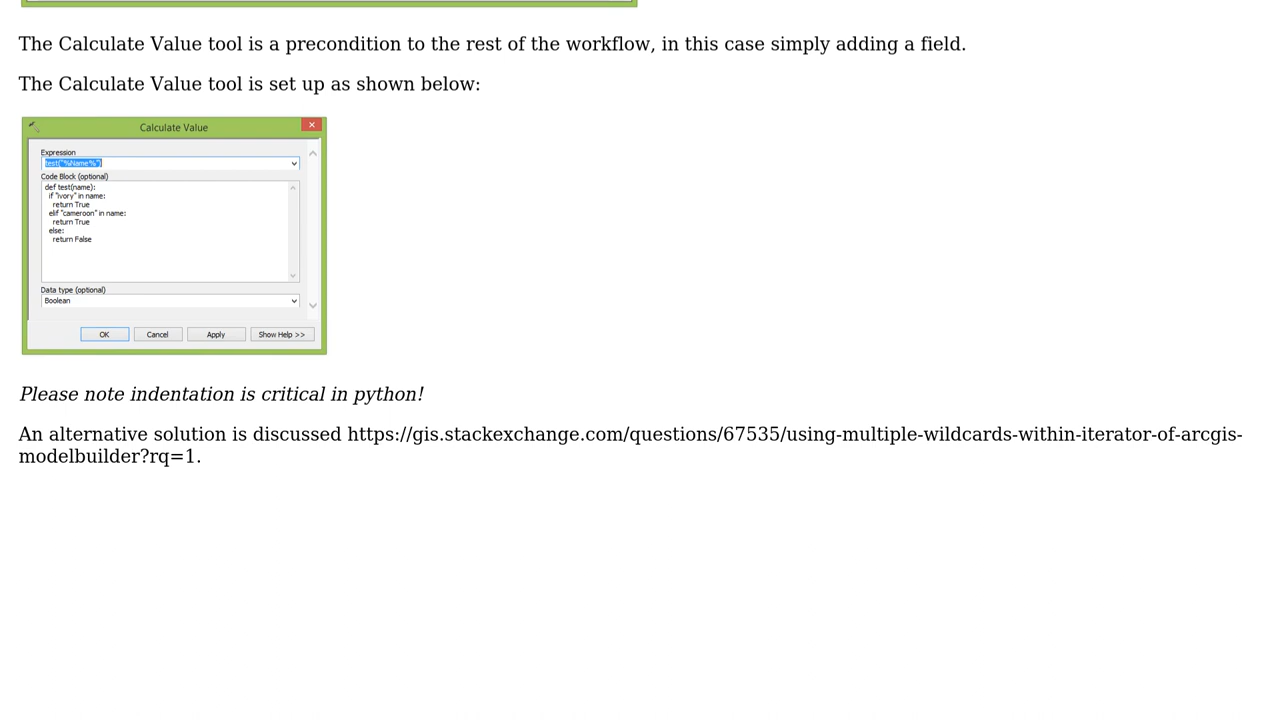 The Calculate Value tool is a precondition to the rest of the workflow, in this case simply adding a field.
The Calculate Value tool is set up as shown below:
Calculate Value
Expression
test("%Name%")
Code Block (optional)
def test(name):
  if "ivory" in name:
    return True
  elif "cameroon" in name:
    return True
  else:
    return False
Data type (optional)
Boolean
OK Cancel Apply Show Help >>
Please note indentation is critical in python!
An alternative solution is discussed https://gis.stackexchange.com/questions/67535/using-multiple-wildcards-within-iterator-of-arcgis-
modelbuilder?rq=1.